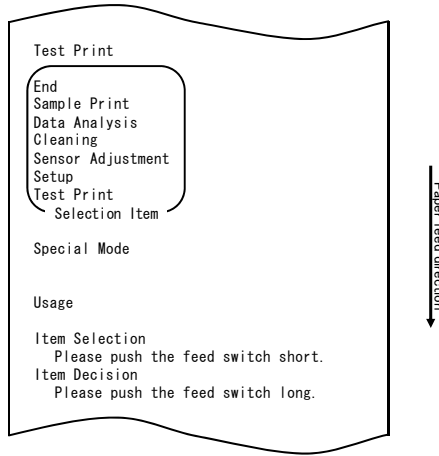 Test Print
End
Sample Print
Data Analysis
Cleaning
Sensor Adjustment
Setup
Test Print
Selection Item
Special Mode
Usage
Item Selection
Please push the feed switch short.
Item Decision
Please push the feed switch long.
Paper feed direction